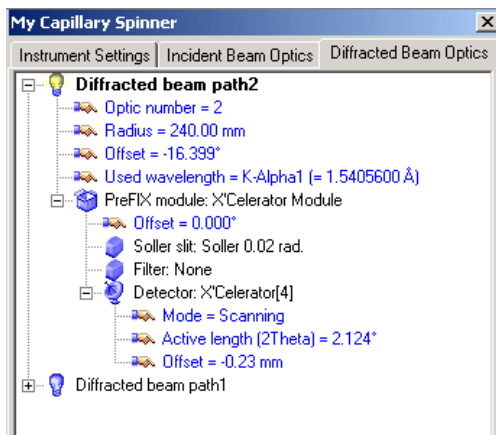 My Capillary Spinner
Instrument Settings Incident Beam Optics Diffracted Beam Optics
Diffracted beam path2
Optic number = 2
Radius = 240.00 mm
Offset = -16.399°
Used wavelength = K-Alpha1 (= 1.5405600 Å)
PreFIX module: X'Celerator Module
Offset = 0.000°
Soller slit: Soller 0.02 rad.
Filter: None
Detector: X'Celerator[4]
Mode = Scanning
Active length (2Theta) = 2.124°
Offset = -0.23 mm
Diffracted beam path1